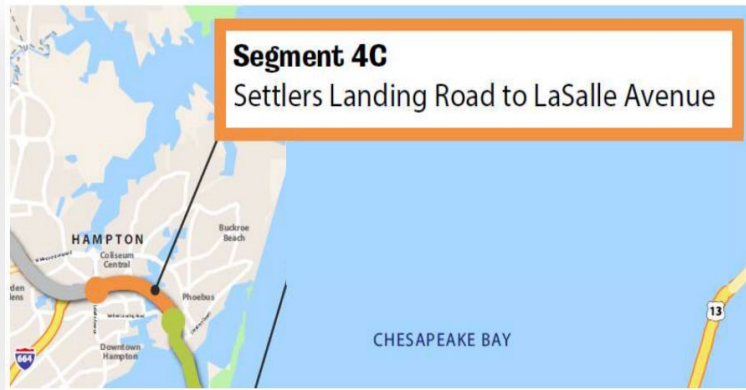 Segment 4C
Settlers Landing Road to LaSalle Avenue
HAMPTON
Coliseum
Central
Buckroe
Beach
Phoebus
Downtown
Hampton
664
13
CHESAPEAKE BAY